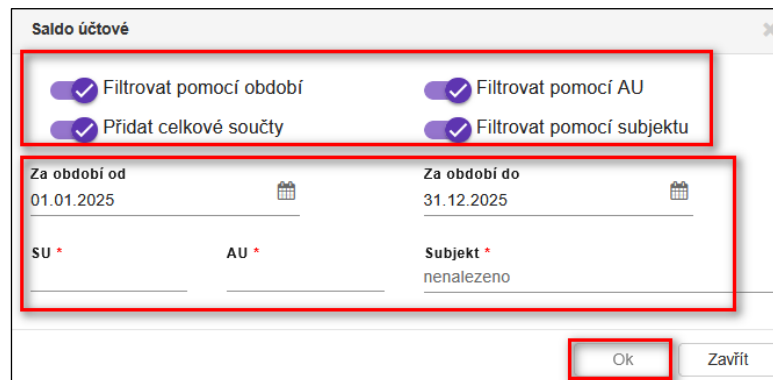 Saldo účtové
Filtrovat pomocí období
Filtrovat pomocí AU
Přidat celkové součty
Filtrovat pomocí subjektu
Za období od
Za období do
01.01.2025
31.12.2025
SU *
AU *
Subjekt *
nenalezeno
Ok
Zavřít